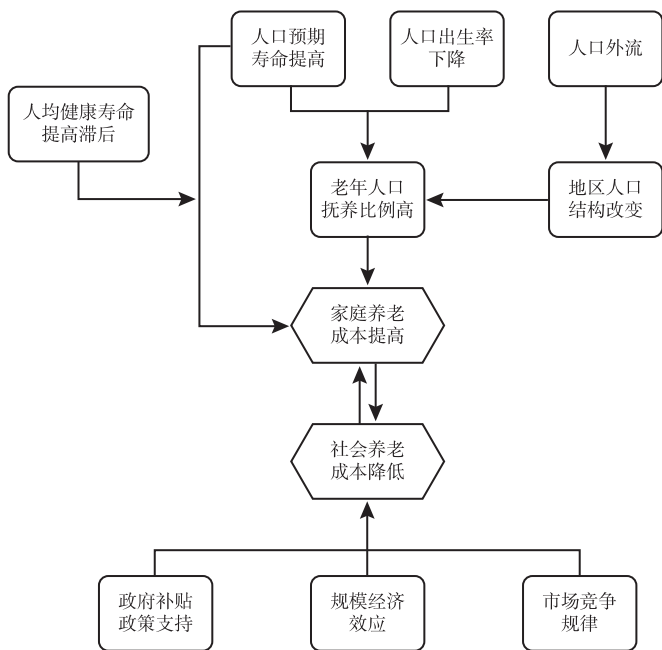 人口预期
寿命提高
人口出生率
下降
人口外流
人均健康寿命
提高滞后
老年人口
抚养比例高
地区人口
结构改变
家庭养老
成本提高
社会养老
成本降低
政府补贴
政策支持
规模经济
效应
市场竞争
规律